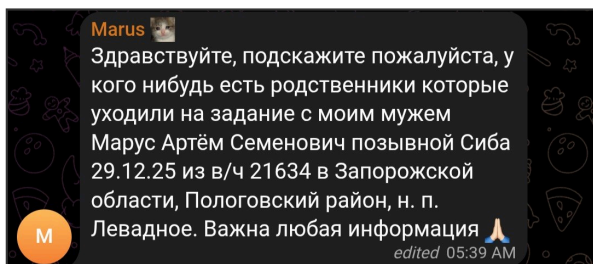 Marus
Здравствуйте, подскажите пожалуйста, у
кого нибудь есть родственники которые
уходили на задание с моим мужем
Марус Артём Семенович позывной Сиба
29.12.25 из в/ч 21634 в Запорожской
области, Пологовский район, н. п.
Левадное. Важна любая информация 🙏🏻
edited 05:39 AM
M